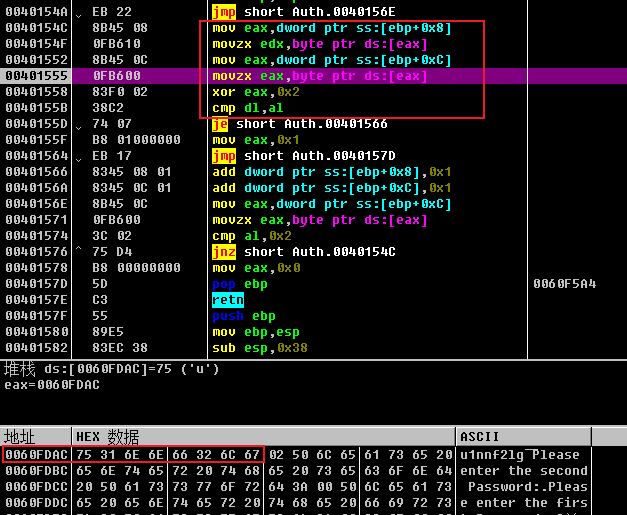 0040154A EB 22 jmp short Auth.0040156E
0040154C 8B45 08 mov eax,dword ptr ss:[ebp+0x8]
0040154F 0FB610 movzx edx,byte ptr ds:[eax]
00401552 8B45 0C mov eax,dword ptr ss:[ebp+0xC]
00401555 0FB600 movzx eax,byte ptr ds:[eax]
00401558 83F0 02 xor eax,0x2
0040155B 38C2 cmp dl,al
0040155D 74 07 je short Auth.00401566
0040155F B8 01000000 mov eax,0x1
00401564 EB 17 jmp short Auth.0040157D
00401566 8345 08 01 add dword ptr ss:[ebp+0x8],0x1
0040156A 8345 0C 01 add dword ptr ss:[ebp+0xC],0x1
0040156E 8B45 0C mov eax,dword ptr ss:[ebp+0xC]
00401571 0FB600 movzx eax,byte ptr ds:[eax]
00401574 3C 02 cmp al,0x2
00401576 75 D4 jnz short Auth.0040154C
00401578 B8 00000000 mov eax,0x0
0040157D 5D pop ebp 0060F5A4
0040157E C3 retn
0040157F 55 push ebp
00401580 89E5 mov ebp,esp
00401582 83EC 38 sub esp,0x38
堆栈 ds:[0060FDAC]=75 ('u')
eax=0060FDAC
地址 HEX 数据 ASCII
0060FDAC 75 31 6E 6E 66 32 6C 67 02 50 6C 65 61 73 65 20 u1nnf2lg Please
0060FDBC 65 6E 74 65 72 20 74 68 65 20 73 65 63 6F 6E 64 enter the second
0060FDCC 20 50 61 73 73 77 6F 72 64 3A 00 50 6C 65 61 73 Password:.Pleas
0060FDDC 65 20 65 6E 74 65 72 20 74 68 65 20 66 69 72 73 e enter the firs